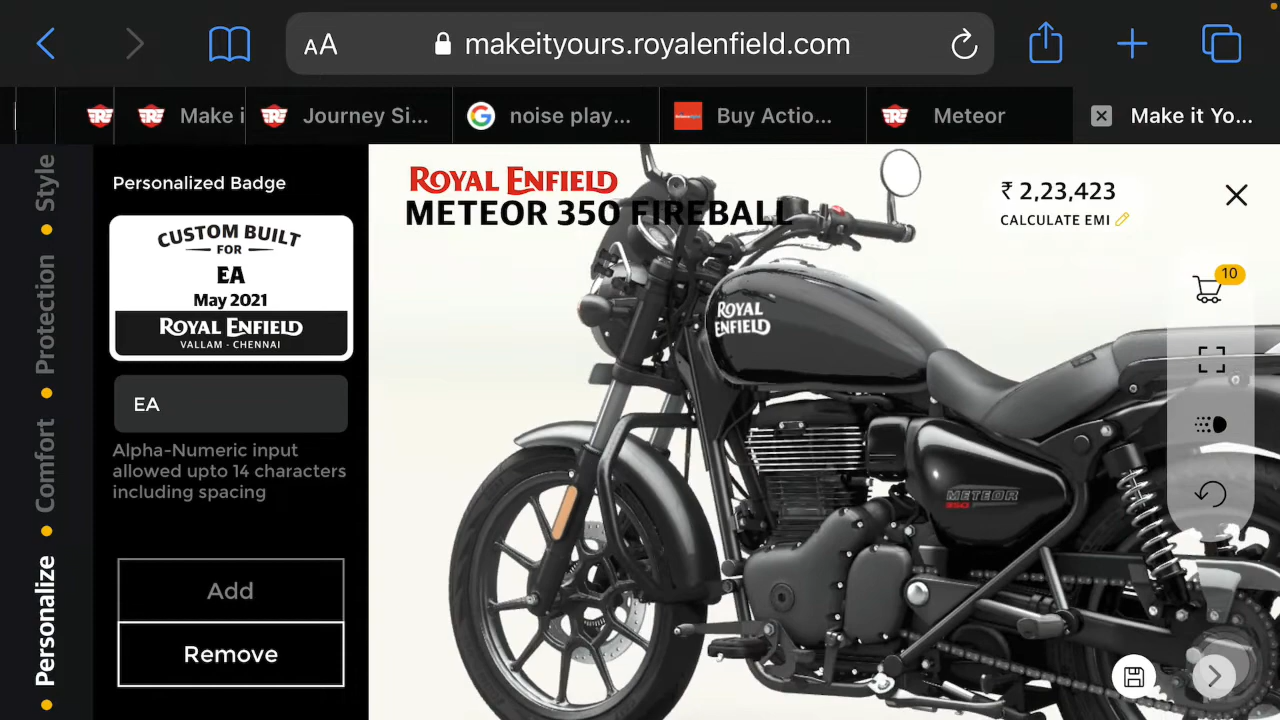 AA
makeityours.royalenfield.com
Make i
Journey Si...
noise play...
Buy Actio...
Meteor
Make it Yo...
Style
Protection
Comfort
Personalize
Personalized Badge
CUSTOM BUILT
FOR
EA
May 2021
ROYAL ENFIELD
VALLAM - CHENNAI
EA
Alpha-Numeric input
allowed upto 14 characters
including spacing
Add
Remove
ROYAL ENFIELD
METEOR 350 FIREBALL
₹ 2,23,423
CALCULATE EMI
10
ROYAL
ENFIELD
METEOR
350